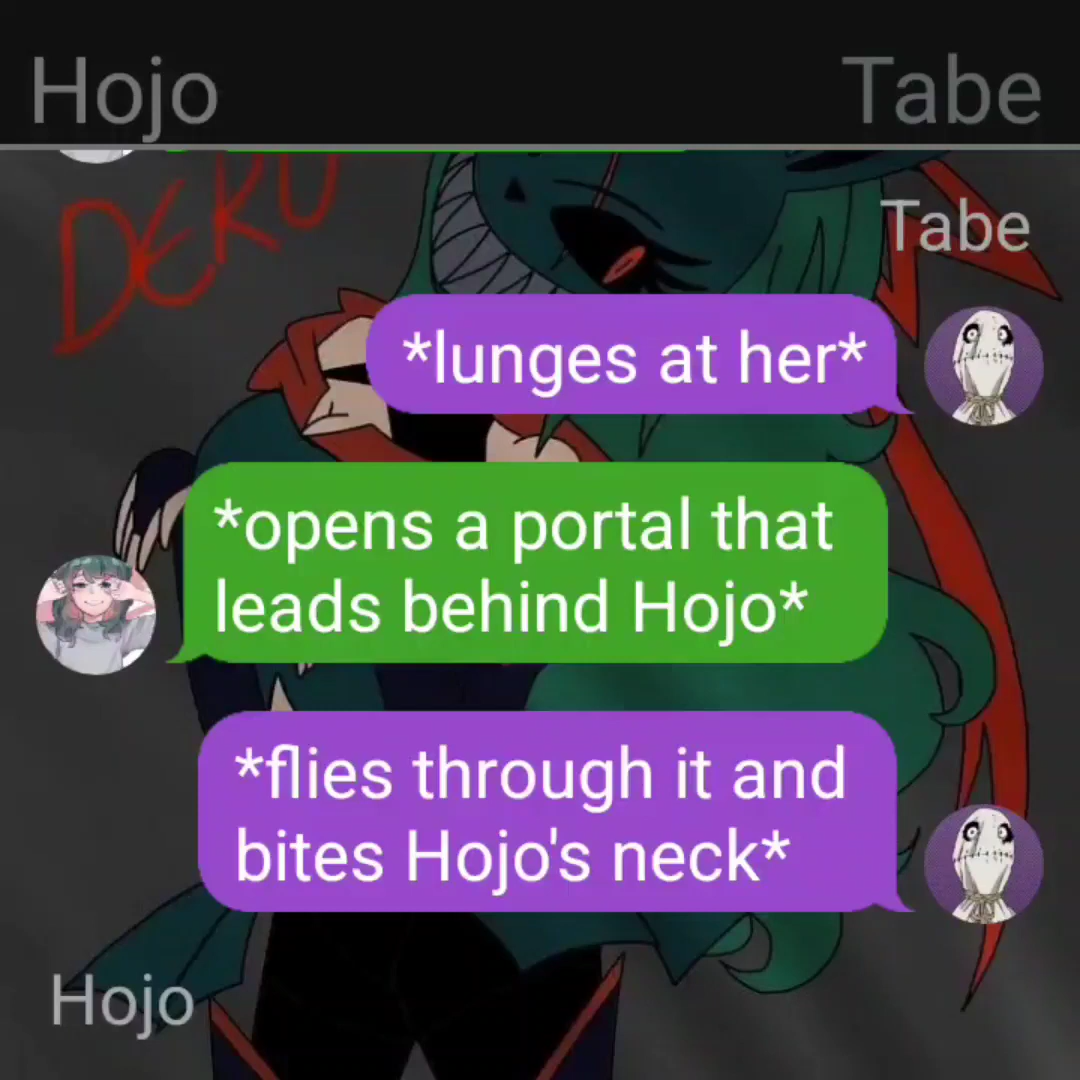 Hojo Tabe
DEKU
Tabe
*lunges at her*
*opens a portal that
leads behind Hojo*
*flies through it and
bites Hojo's neck*
Hojo